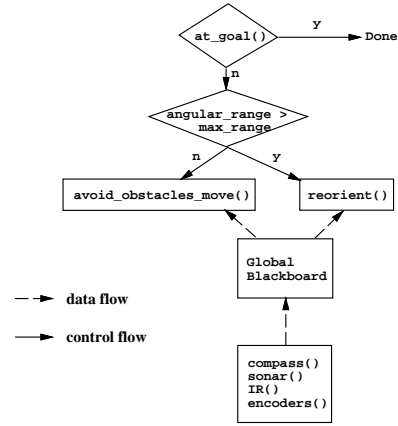 at_goal()
y
Done
n
angular_range >
max_range
n
y
avoid_obstacles_move()
reorient()
Global
Blackboard
data flow
control flow
compass()
sonar()
IR()
encoders()